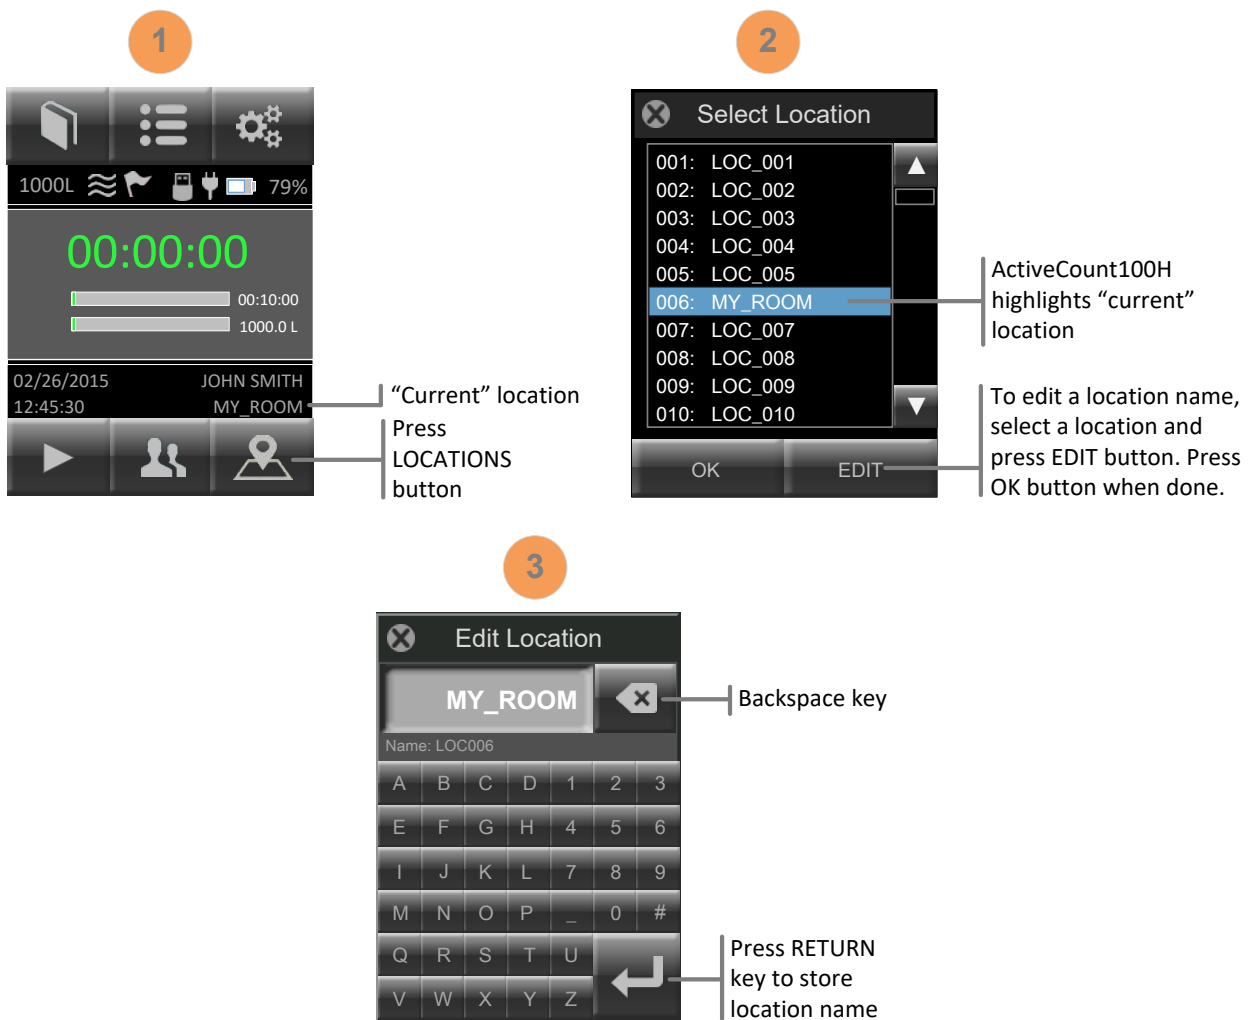 1
1000L 79%
00:00:00
00:10:00
1000.0 L
02/26/2015 JOHN SMITH
12:45:30 MY_ROOM
“Current” location
Press
LOCATIONS
button
2
Select Location
001: LOC_001
002: LOC_002
003: LOC_003
004: LOC_004
005: LOC_005
006: MY_ROOM
007: LOC_007
008: LOC_008
009: LOC_009
010: LOC_010
OK EDIT
ActiveCount100H
highlights “current”
location
To edit a location name,
select a location and
press EDIT button. Press
OK button when done.
3
Edit Location
MY_ROOM
Name: LOC006
A B C D 1 2 3
E F G H 4 5 6
I J K L 7 8 9
M N O P _ 0 #
Q R S T U
V W X Y Z
Backspace key
Press RETURN
key to store
location name